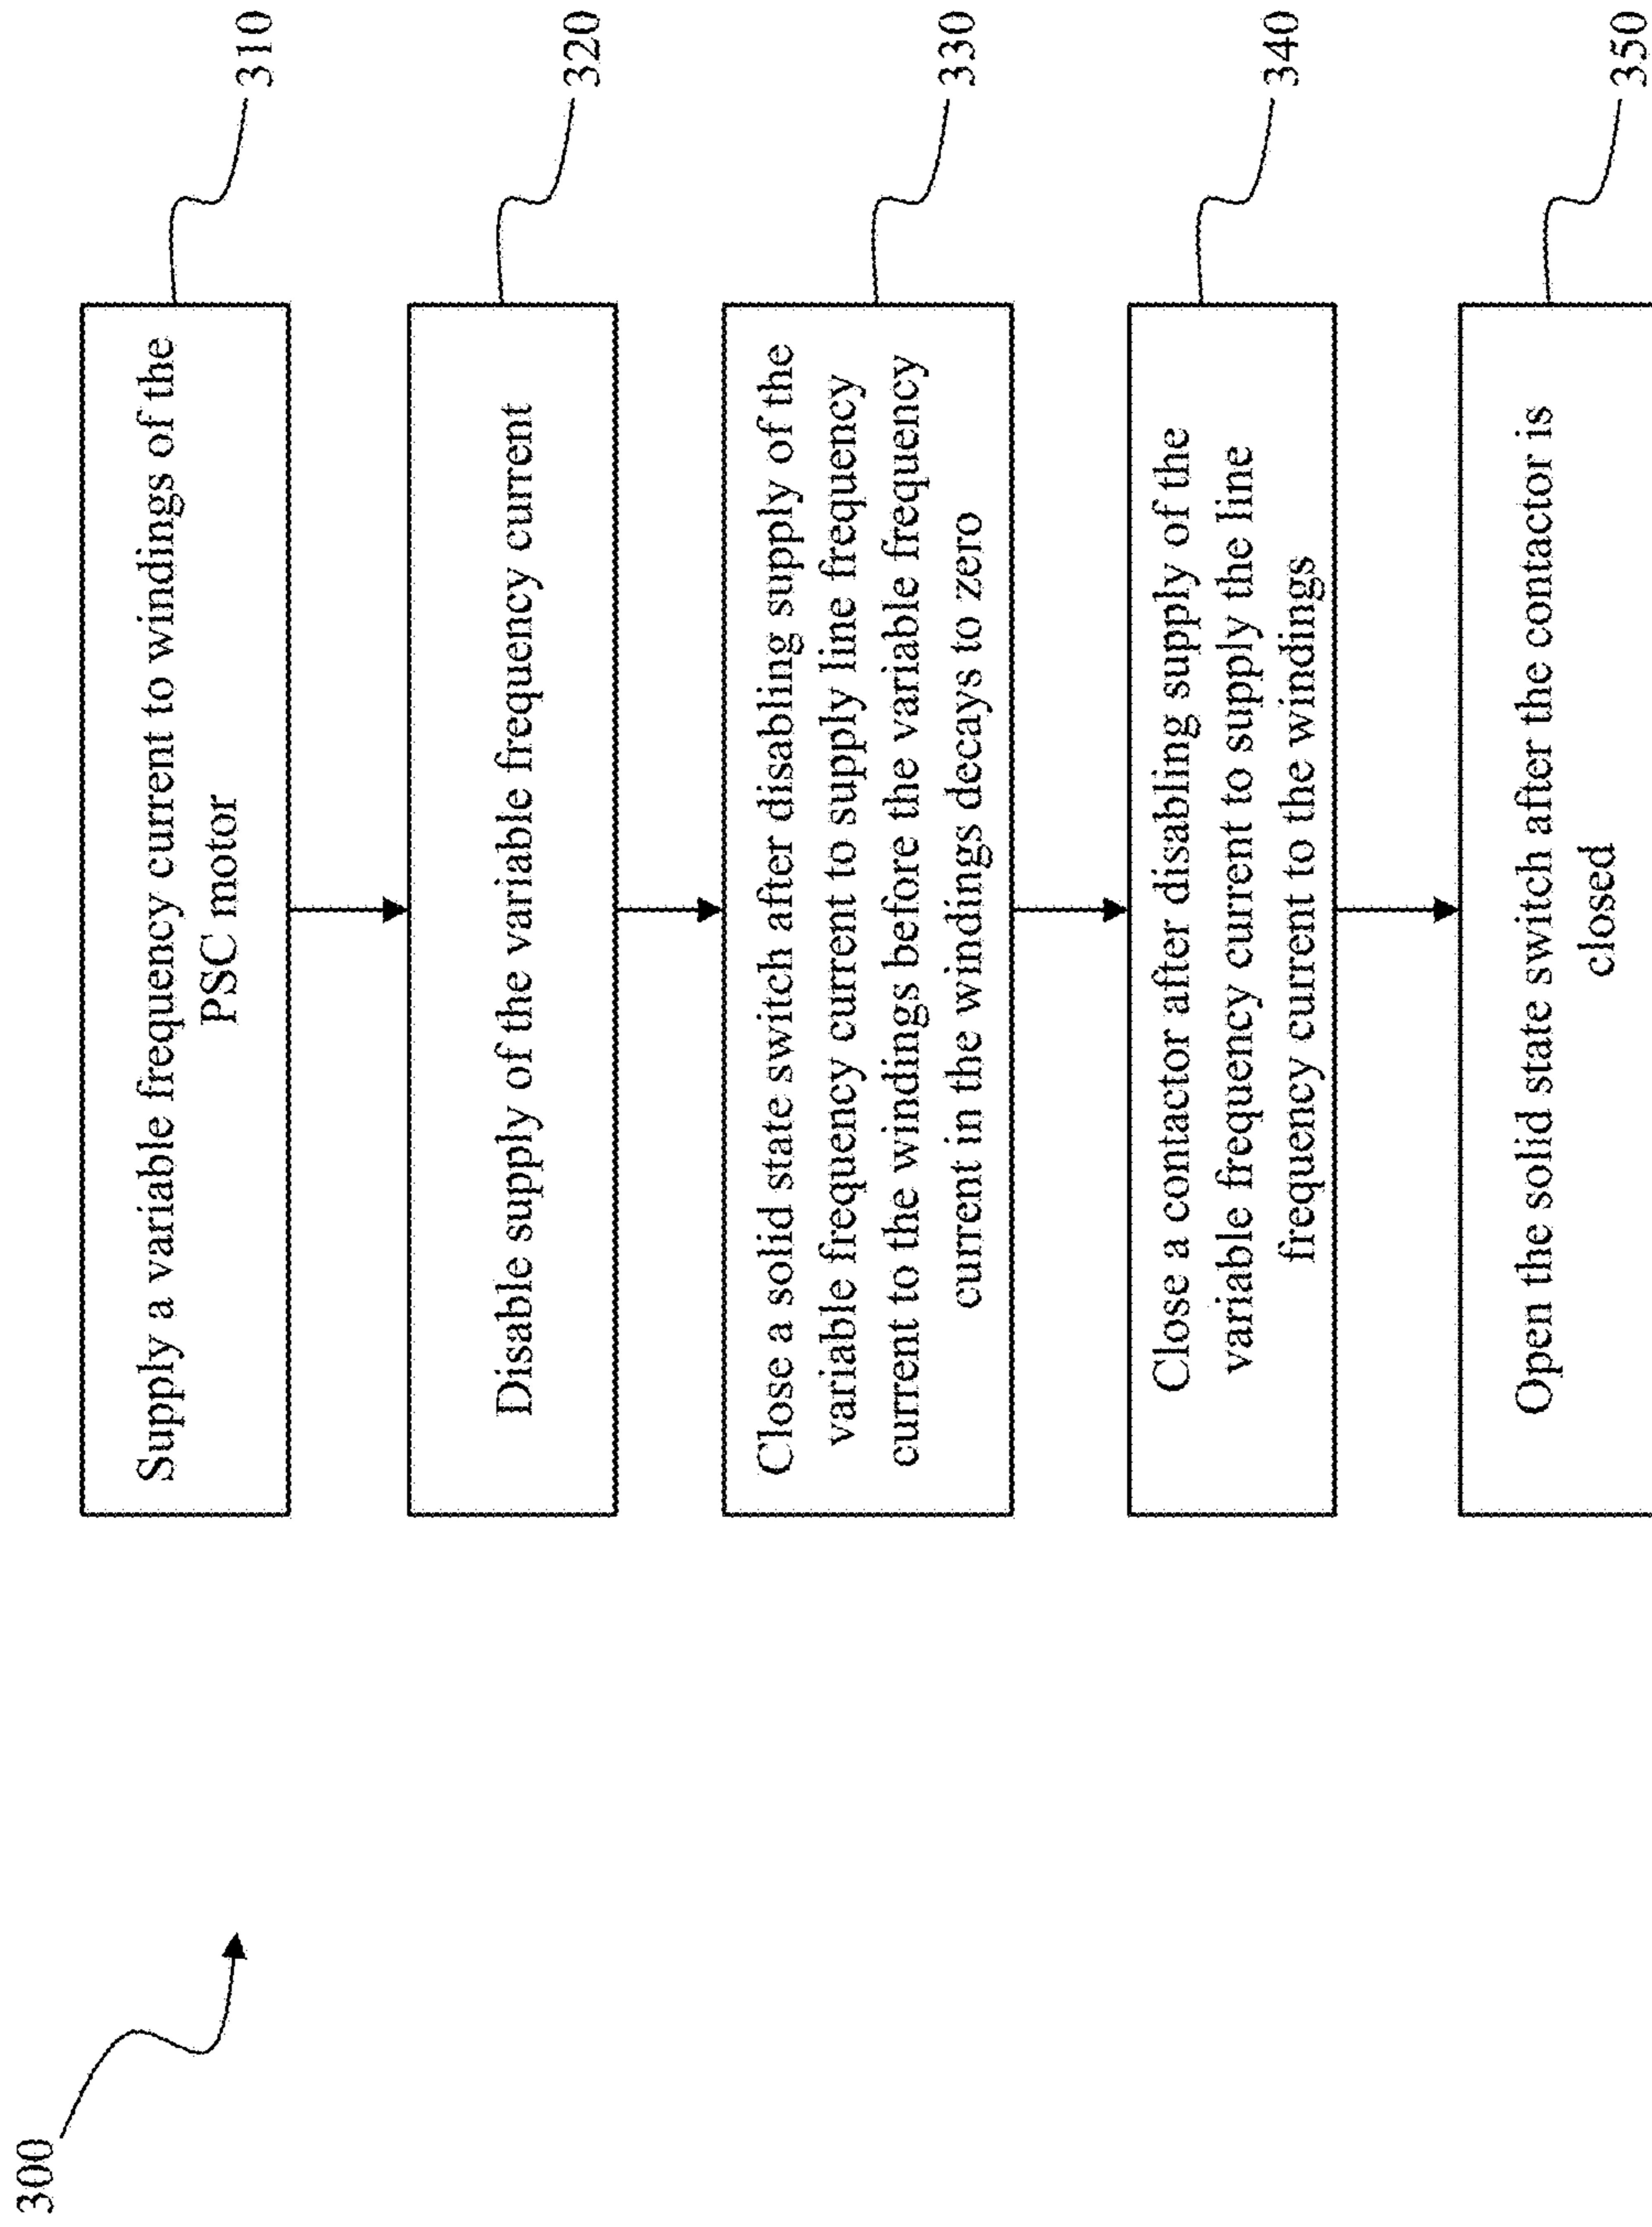 300
Supply a variable frequency current to windings of the
PSC motor
310
Disable supply of the variable frequency current
320
Close a solid state switch after disabling supply of the
variable frequency current to supply line frequency
current to the windings before the variable frequency
current in the windings decays to zero
330
Close a contactor after disabling supply of the
variable frequency current to supply the line
frequency current to the windings
340
Open the solid state switch after the contactor is
closed
350